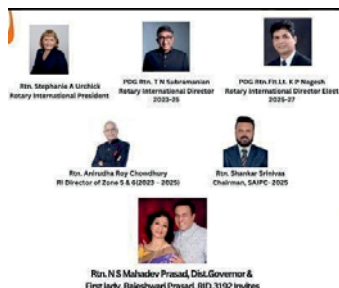 Rtn. Stephanie A Urchick
Rotary International President
PDG Rtn. T N Subramanian
Rotary International Director
2023-25
PDG Rtn.Flt.Lt. K P Nagesh
Rotary International Director Elect
2025-27
Rtn. Anirudha Roy Chowdhury
RI Director of Zone 5 & 6(2023 - 2025)
Rtn. Shankar Srinivas
Chairman, SAIPC- 2025
Rtn. N S Mahadev Prasad, Dist.Governor &
First lady, Rajeshwari Prasad, RID 3192 Invites